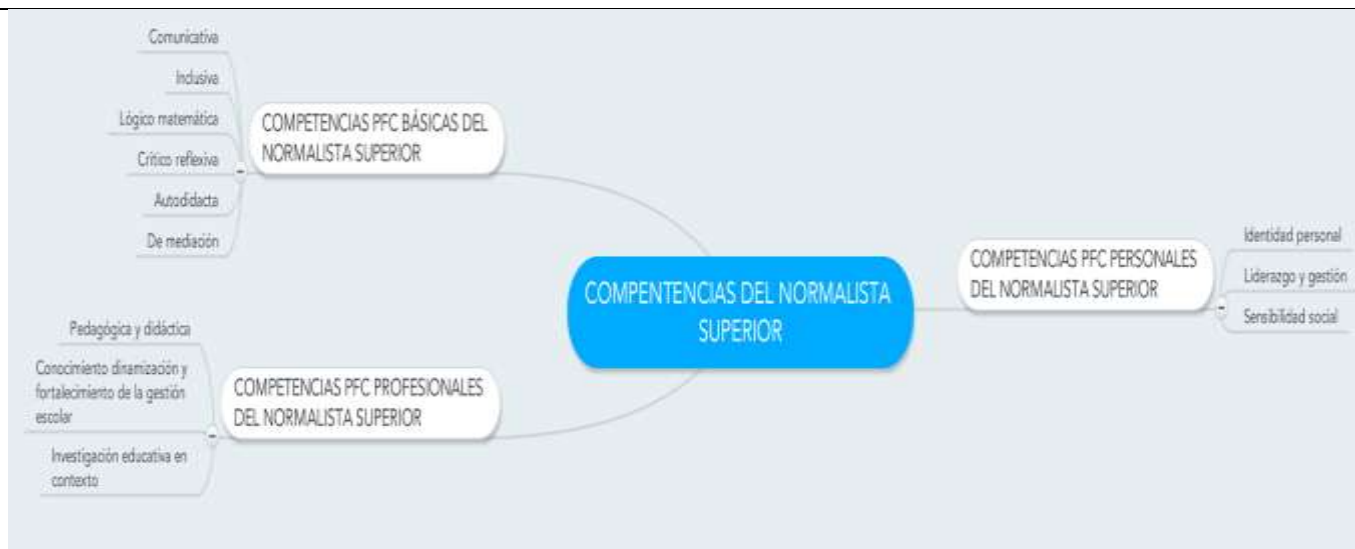 Comunicativa
Inclusiva
Lógico matemática
Crítico reflexiva
Autodidacta
De mediación
COMPETENCIAS PFC BÁSICAS DEL
NORMALISTA SUPERIOR
Pedagógica y didáctica
Conocimiento dinamización y
fortalecimiento de la gestión
escolar
Investigación educativa en
contexto
COMPETENCIAS PFC PROFESIONALES
DEL NORMALISTA SUPERIOR
COMPENTENCIAS DEL NORMALISTA
SUPERIOR
COMPETENCIAS PFC PERSONALES
DEL NORMALISTA SUPERIOR
Identidad personal
Liderazgo y gestión
Sensibilidad social